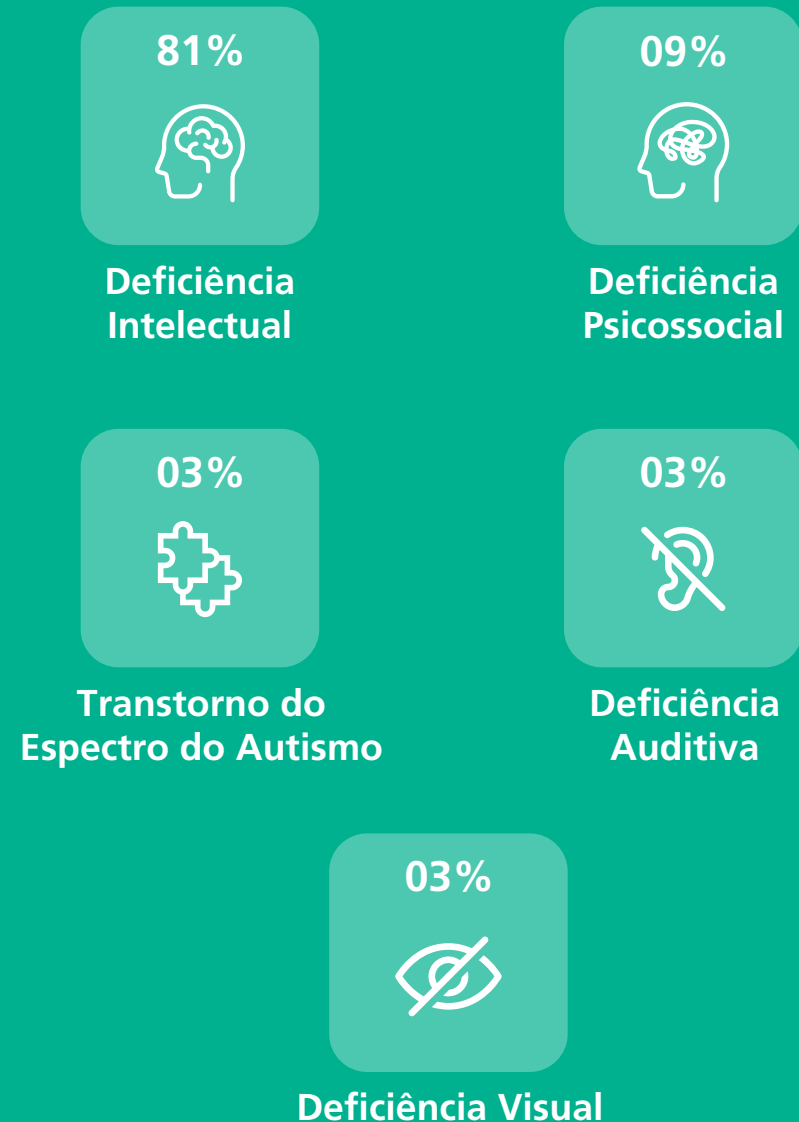 81%
Deficiência
Intelectual
09%
Deficiência
Psicossocial
03%
Transtorno do
Espectro do Autismo
03%
Deficiência
Auditiva
03%
Deficiência Visual